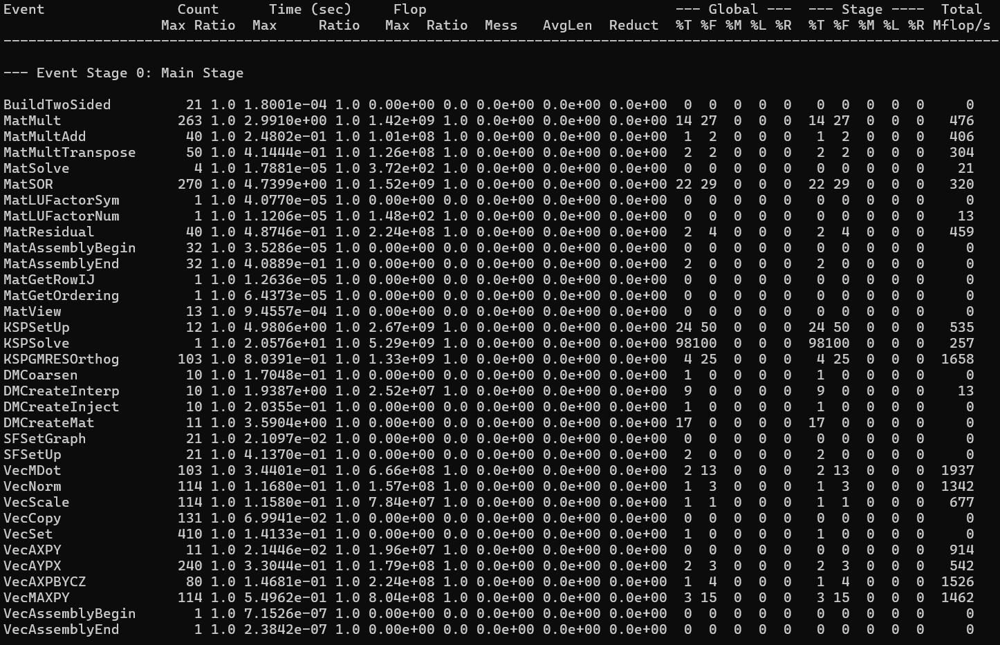 Event                Count      Time (sec)     Flop                              --- Global ---  --- Stage ----  Total
                   Max Ratio  Max     Ratio   Max  Ratio  Mess   AvgLen  Reduct  %T %F %M %L %R  %T %F %M %L %R Mflop/s
------------------------------------------------------------------------------------------------------------------------
--- Event Stage 0: Main Stage
BuildTwoSided         21 1.0 1.8001e-04 1.0 0.00e+00 0.0 0.0e+00 0.0e+00 0.0e+00  0  0  0  0  0   0  0  0  0  0     0
MatMult              263 1.0 2.9910e+00 1.0 1.42e+09 1.0 0.0e+00 0.0e+00 0.0e+00 14 27  0  0  0  14 27  0  0  0   476
MatMultAdd            40 1.0 2.4802e-01 1.0 1.01e+08 1.0 0.0e+00 0.0e+00 0.0e+00  1  2  0  0  0   1  2  0  0  0   406
MatMultTranspose      50 1.0 4.1444e-01 1.0 1.26e+08 1.0 0.0e+00 0.0e+00 0.0e+00  2  2  0  0  0   2  2  0  0  0   304
MatSolve               4 1.0 1.7881e-05 1.0 3.72e+02 1.0 0.0e+00 0.0e+00 0.0e+00  0  0  0  0  0   0  0  0  0  0    21
MatSOR               270 1.0 4.7399e+00 1.0 1.52e+09 1.0 0.0e+00 0.0e+00 0.0e+00 22 29  0  0  0  22 29  0  0  0   320
MatLUFactorSym         1 1.0 4.0770e-05 1.0 0.00e+00 0.0 0.0e+00 0.0e+00 0.0e+00  0  0  0  0  0   0  0  0  0  0     0
MatLUFactorNum         1 1.0 1.1206e-05 1.0 1.48e+02 1.0 0.0e+00 0.0e+00 0.0e+00  0  0  0  0  0   0  0  0  0  0    13
MatResidual           40 1.0 4.8746e-01 1.0 2.24e+08 1.0 0.0e+00 0.0e+00 0.0e+00  2  4  0  0  0   2  4  0  0  0   459
MatAssemblyBegin      32 1.0 3.5286e-05 1.0 0.00e+00 0.0 0.0e+00 0.0e+00 0.0e+00  0  0  0  0  0   0  0  0  0  0     0
MatAssemblyEnd        32 1.0 4.0889e-01 1.0 0.00e+00 0.0 0.0e+00 0.0e+00 0.0e+00  2  0  0  0  0   2  0  0  0  0     0
MatGetRowIJ            1 1.0 1.2636e-05 1.0 0.00e+00 0.0 0.0e+00 0.0e+00 0.0e+00  0  0  0  0  0   0  0  0  0  0     0
MatGetOrdering         1 1.0 6.4373e-05 1.0 0.00e+00 0.0 0.0e+00 0.0e+00 0.0e+00  0  0  0  0  0   0  0  0  0  0     0
MatView               13 1.0 9.4557e-04 1.0 0.00e+00 0.0 0.0e+00 0.0e+00 0.0e+00  0  0  0  0  0   0  0  0  0  0     0
KSPSetUp              12 1.0 4.9806e+00 1.0 2.67e+09 1.0 0.0e+00 0.0e+00 0.0e+00 24 50  0  0  0  24 50  0  0  0   535
KSPSolve               1 1.0 2.0576e+01 1.0 5.29e+09 1.0 0.0e+00 0.0e+00 0.0e+00 98100  0  0  0  98100  0  0  0   257
KSPGMRESOrthog       103 1.0 8.0391e-01 1.0 1.33e+09 1.0 0.0e+00 0.0e+00 0.0e+00  4 25  0  0  0   4 25  0  0  0  1658
DMCoarsen             10 1.0 1.7048e-01 1.0 0.00e+00 0.0 0.0e+00 0.0e+00 0.0e+00  1  0  0  0  0   1  0  0  0  0     0
DMCreateInterp        10 1.0 1.9387e+00 1.0 2.52e+07 1.0 0.0e+00 0.0e+00 0.0e+00  9  0  0  0  0   9  0  0  0  0    13
DMCreateInject        10 1.0 2.0355e-01 1.0 0.00e+00 0.0 0.0e+00 0.0e+00 0.0e+00  1  0  0  0  0   1  0  0  0  0     0
DMCreateMat           11 1.0 3.5904e+00 1.0 0.00e+00 0.0 0.0e+00 0.0e+00 0.0e+00 17  0  0  0  0  17  0  0  0  0     0
SFSetGraph            21 1.0 2.1097e-02 1.0 0.00e+00 0.0 0.0e+00 0.0e+00 0.0e+00  0  0  0  0  0   0  0  0  0  0     0
SFSetUp               21 1.0 4.1370e-01 1.0 0.00e+00 0.0 0.0e+00 0.0e+00 0.0e+00  2  0  0  0  0   2  0  0  0  0     0
VecMDot              103 1.0 3.4401e-01 1.0 6.66e+08 1.0 0.0e+00 0.0e+00 0.0e+00  2 13  0  0  0   2 13  0  0  0  1937
VecNorm              114 1.0 1.1680e-01 1.0 1.57e+08 1.0 0.0e+00 0.0e+00 0.0e+00  1  3  0  0  0   1  3  0  0  0  1342
VecScale             114 1.0 1.1580e-01 1.0 7.84e+07 1.0 0.0e+00 0.0e+00 0.0e+00  1  1  0  0  0   1  1  0  0  0   677
VecCopy              131 1.0 6.9941e-02 1.0 0.00e+00 0.0 0.0e+00 0.0e+00 0.0e+00  0  0  0  0  0   0  0  0  0  0     0
VecSet               410 1.0 1.4133e-01 1.0 0.00e+00 0.0 0.0e+00 0.0e+00 0.0e+00  1  0  0  0  0   1  0  0  0  0     0
VecAXPY               11 1.0 2.1446e-02 1.0 1.96e+07 1.0 0.0e+00 0.0e+00 0.0e+00  0  0  0  0  0   0  0  0  0  0   914
VecAYPX              240 1.0 3.3044e-01 1.0 1.79e+08 1.0 0.0e+00 0.0e+00 0.0e+00  2  3  0  0  0   2  3  0  0  0   542
VecAXPBYCZ            80 1.0 1.4681e-01 1.0 2.24e+08 1.0 0.0e+00 0.0e+00 0.0e+00  1  4  0  0  0   1  4  0  0  0  1526
VecMAXPY             114 1.0 5.4962e-01 1.0 8.04e+08 1.0 0.0e+00 0.0e+00 0.0e+00  3 15  0  0  0   3 15  0  0  0  1462
VecAssemblyBegin       1 1.0 7.1526e-07 1.0 0.00e+00 0.0 0.0e+00 0.0e+00 0.0e+00  0  0  0  0  0   0  0  0  0  0     0
VecAssemblyEnd         1 1.0 2.3842e-07 1.0 0.00e+00 0.0 0.0e+00 0.0e+00 0.0e+00  0  0  0  0  0   0  0  0  0  0     0